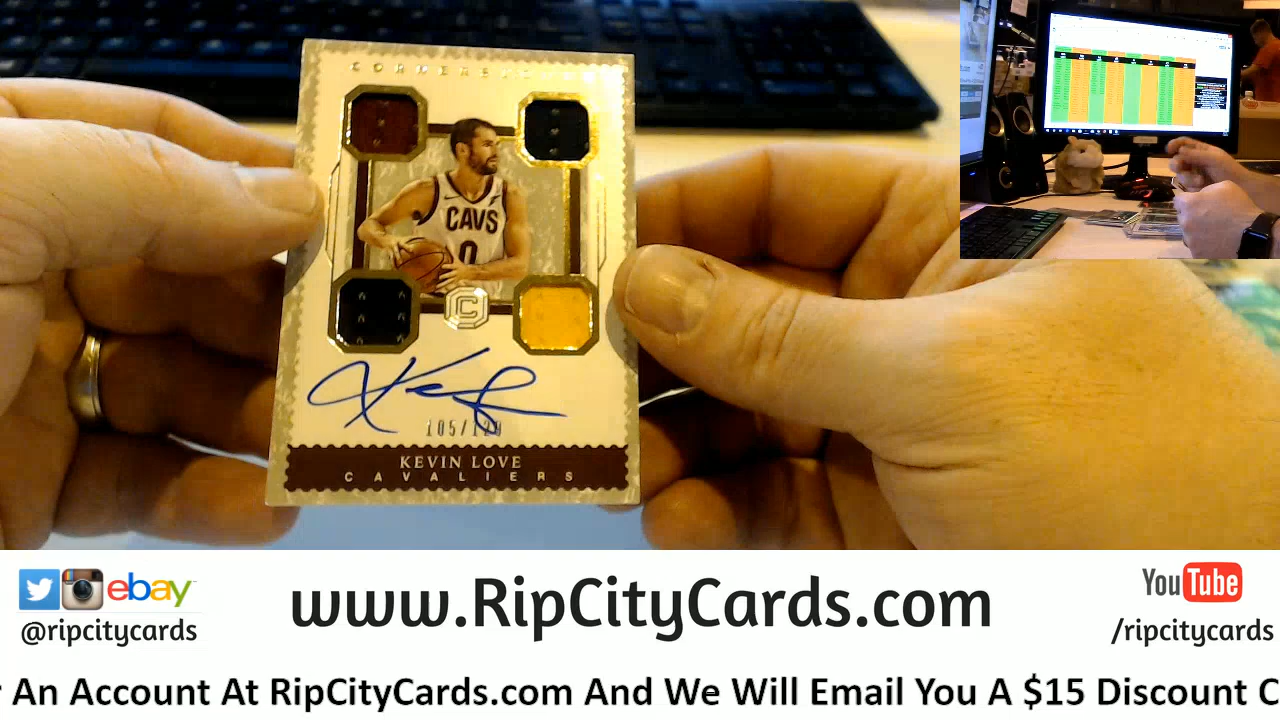 CAVS
0
KEVIN LOVE
CAVALIERS
ebay
@ripcitycards
www.RipCityCards.com
YouTube
/ripcitycards
An Account At RipCityCards.com And We Will Email You A $15 Discount C